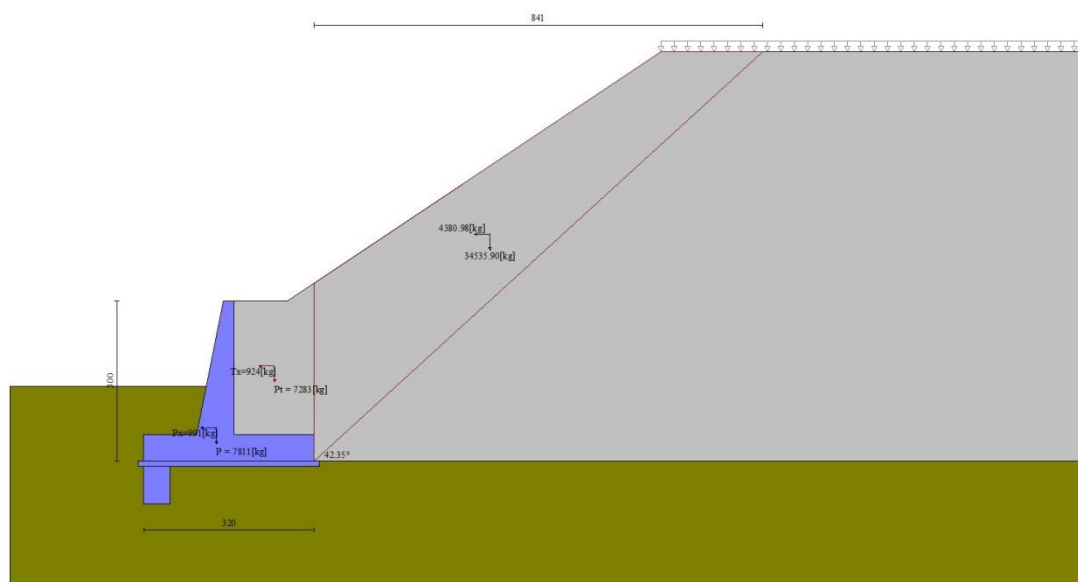 841
4380.98[kg]
34535.90[kg]
300
Tx=924[kg]
Pt = 7283[kg]
Px=991[kg]
P = 7811[kg]
42.35°
320